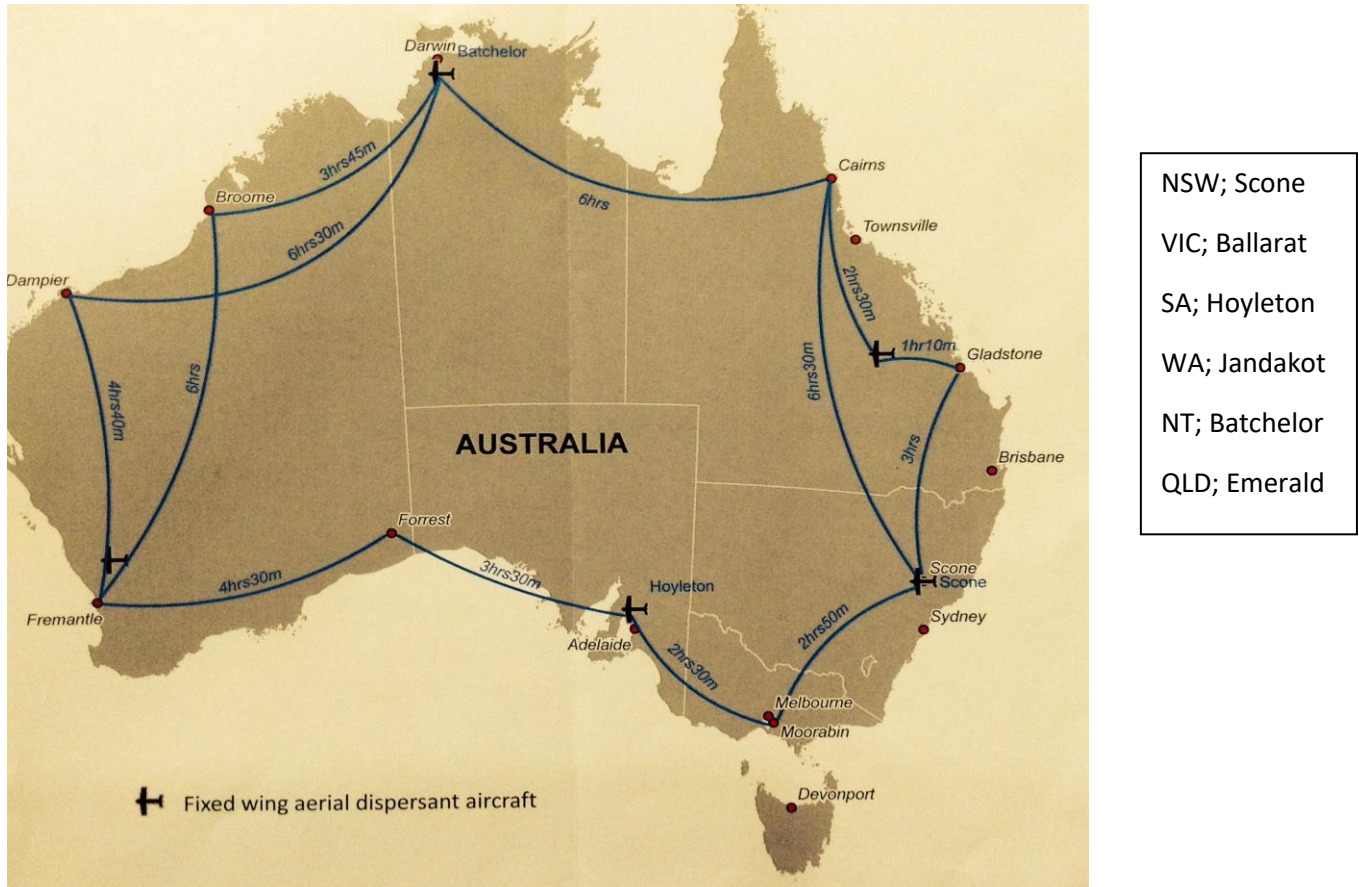 Darwin Batchelor
3hrs45m
Broome
6hrs30m
Dampier
6hrs
Cairns
Townsville
2hrs30m
1hr10m
Gladstone
4hrs40m
6hrs
6hrs30m
3hrs
Brisbane
AUSTRALIA
Forrest
4hrs30m
3hrs30m
Fremantle
Hoyleton
Adelaide
2hrs30m
Scone
Scone
Sydney
2hrs50m
Melbourne
Moorabin
Devonport
Fixed wing aerial dispersant aircraft
NSW; Scone
VIC; Ballarat
SA; Hoyleton
WA; Jandakot
NT; Batchelor
QLD; Emerald